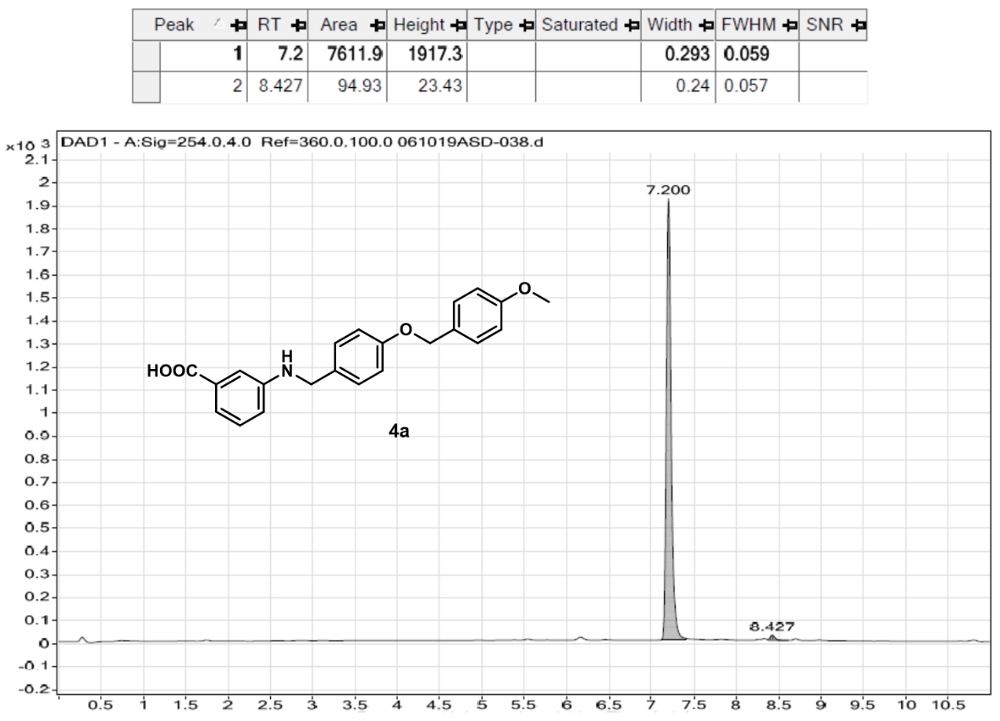 Peak RT Area Height Type Saturated Width FWHM SNR
1 7.2 7611.9 1917.3 0.293 0.059
2 8.427 94.93 23.43 0.24 0.057
×10 3 DAD1 - A:Sig=254.0,4.0 Ref=360.0,100.0 061019ASD-038.d
2.1
2
1.9
1.8
1.7
1.6
1.5
1.4
1.3
1.2
1.1
1
0.9
0.8
0.7
0.6
0.5
0.4
0.3
0.2
0.1
0
-0.1
-0.2
7.200
O
O
H
N
HOOC
4a
8.427
0.5 1 1.5 2 2.5 3 3.5 4 4.5 5 5.5 6 6.5 7 7.5 8 8.5 9 9.5 10 10.5